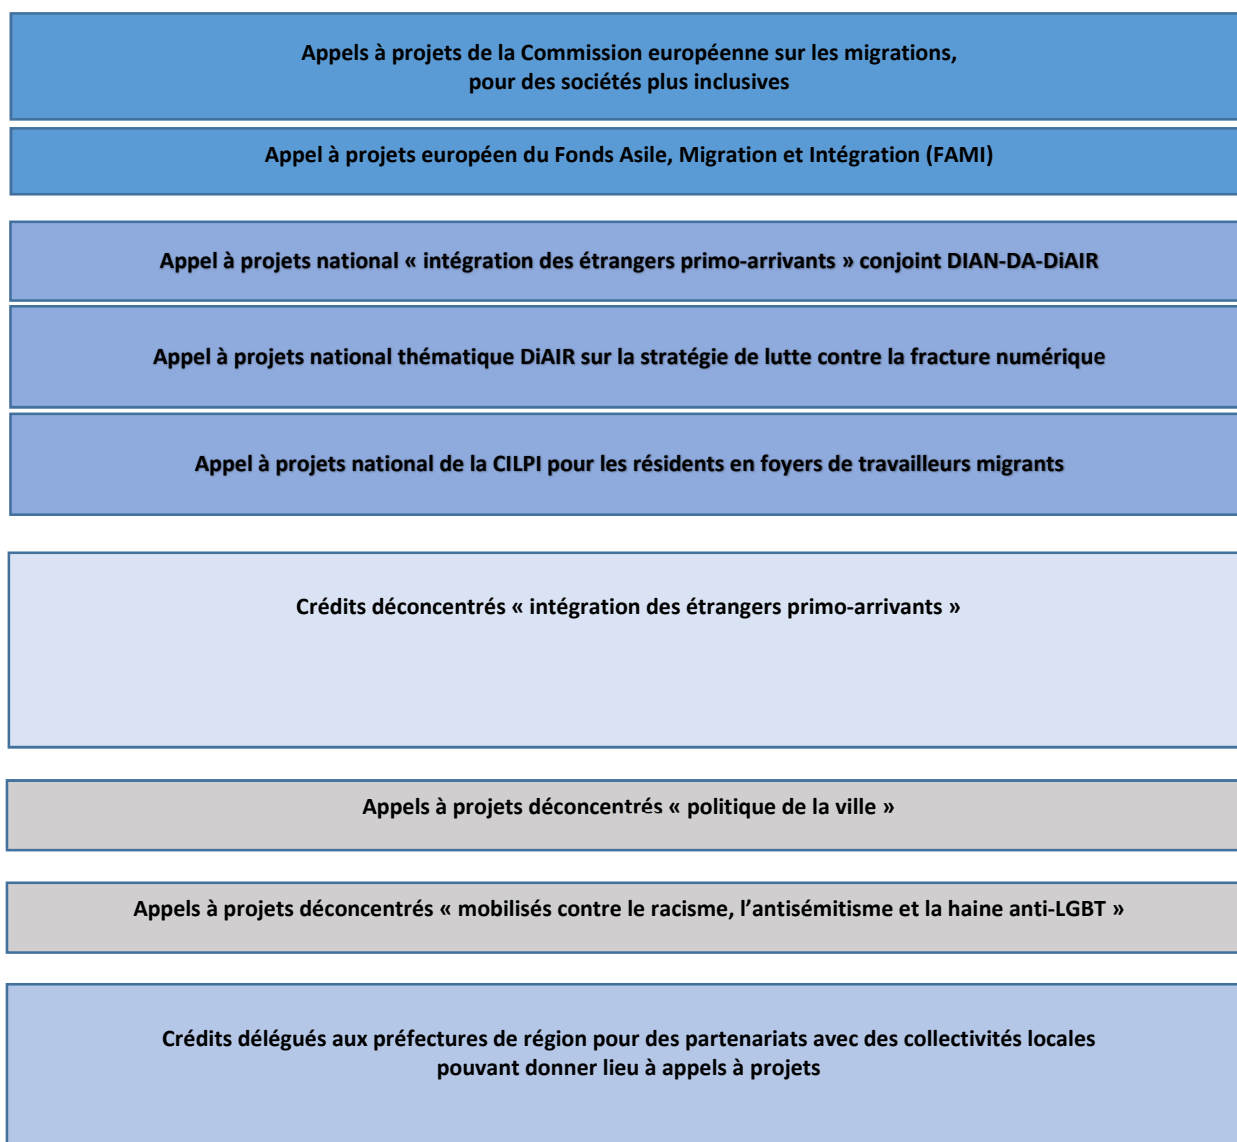 Appels à projets de la Commission européenne sur les migrations,
pour des sociétés plus inclusives
Appel à projets européen du Fonds Asile, Migration et Intégration (FAMI)
Appel à projets national « intégration des étrangers primo-arrivants » conjoint DIAN-DA-DiAIR
Appel à projets national thématique DiAIR sur la stratégie de lutte contre la fracture numérique
Appel à projets national de la CILPI pour les résidents en foyers de travailleurs migrants
Crédits déconcentrés « intégration des étrangers primo-arrivants »
Appels à projets déconcentrés « politique de la ville »
Appels à projets déconcentrés « mobilisés contre le racisme, l’antisémitisme et la haine anti-LGBT »
Crédits délégués aux préfectures de région pour des partenariats avec des collectivités locales
pouvant donner lieu à appels à projets